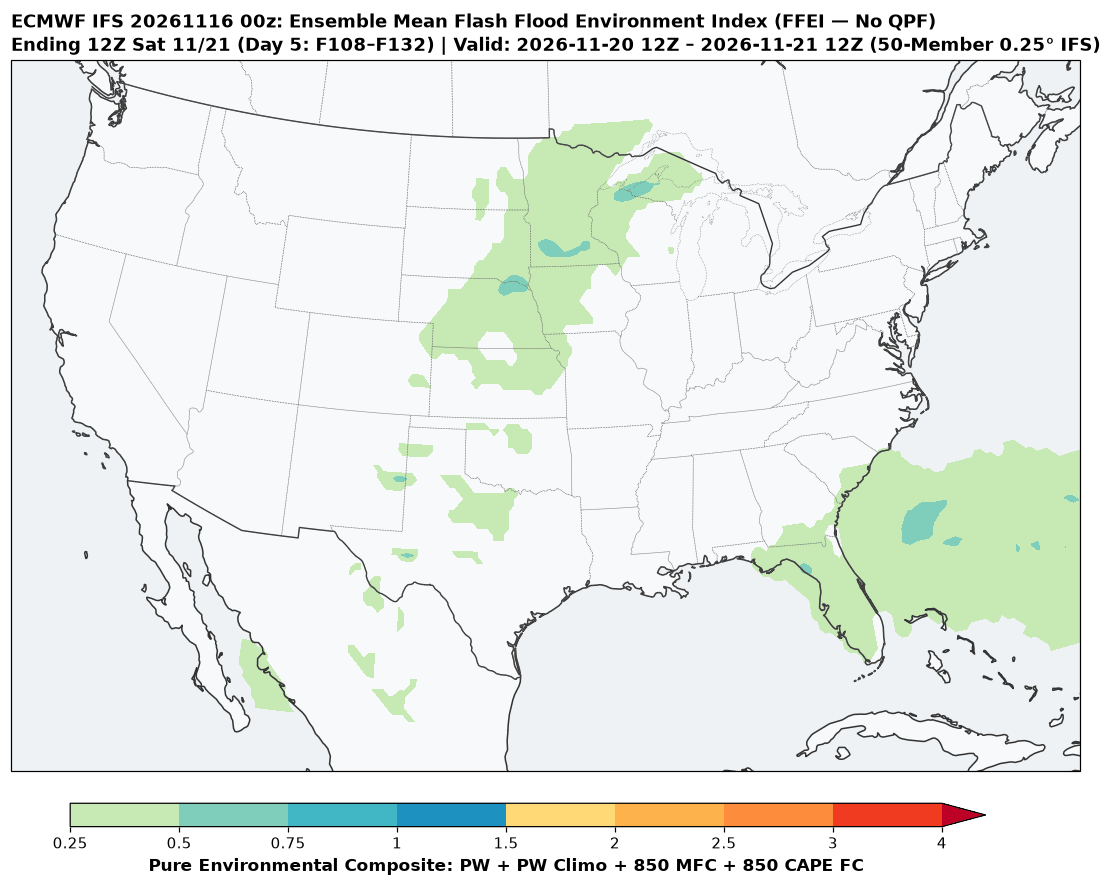 ECMWF IFS 20261116 00z: Ensemble Mean Flash Flood Environment Index (FFEI — No QPF)
Ending 12Z Sat 11/21 (Day 5: F108–F132) | Valid: 2026-11-20 12Z – 2026-11-21 12Z (50-Member 0.25° IFS)
0.25 0.5 0.75 1 1.5 2 2.5 3 4
Pure Environmental Composite: PW + PW Climo + 850 MFC + 850 CAPE FC